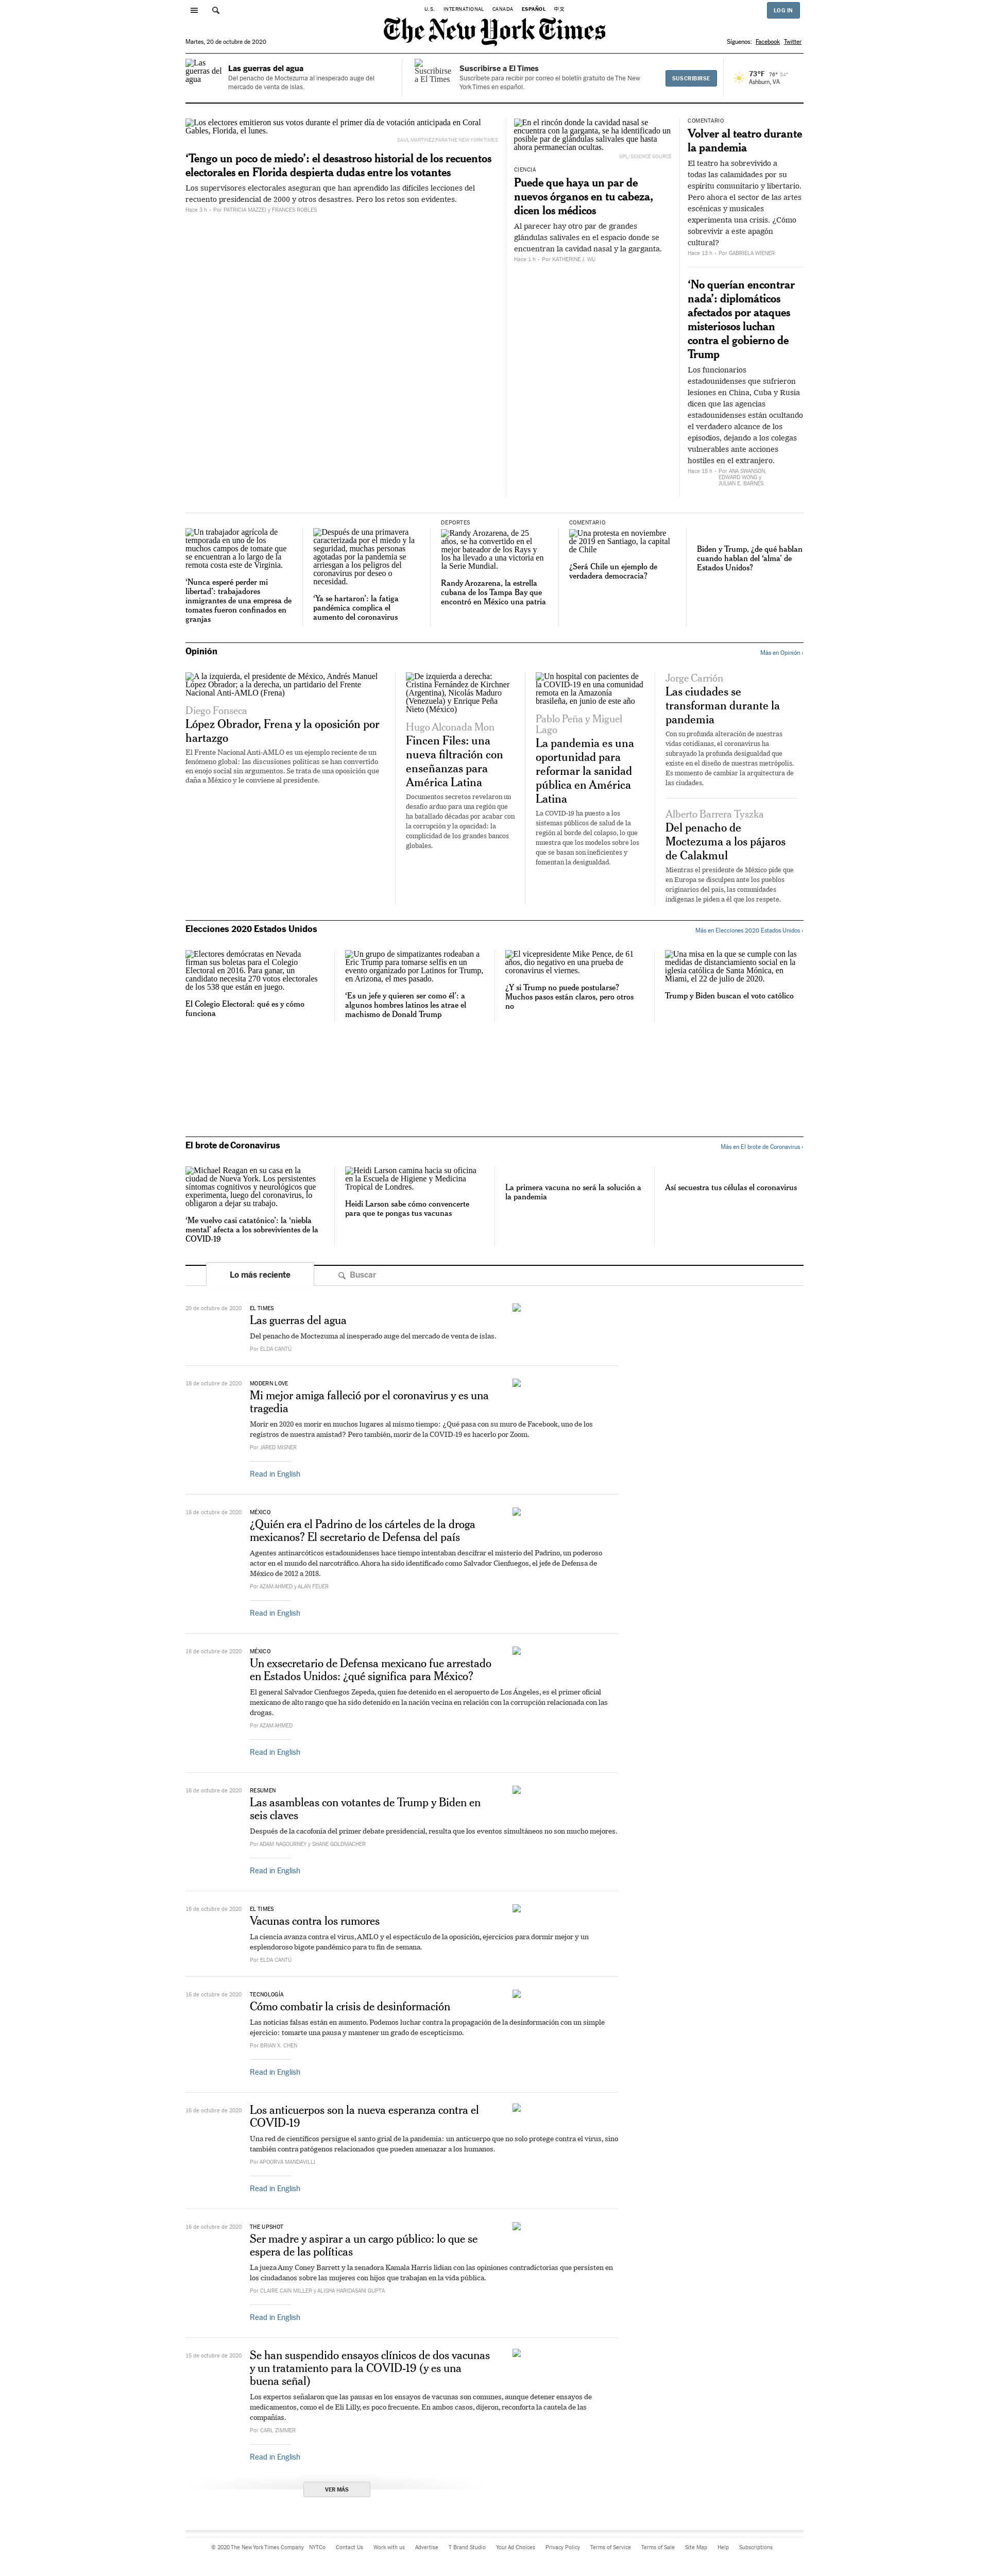 U.S. INTERNATIONAL CANADA ESPAÑOL 中文
LOG IN
The New York Times
Martes, 20 de octubre de 2020
Síguenos: Facebook Twitter
Las guerras del agua
Las guerras del agua
Del penacho de Moctezuma al inesperado auge del
mercado de venta de islas.
Suscribirse a El Times
Suscribirse a El Times
Suscríbete para recibir por correo el boletín gratuito de The New
York Times en español.
SUSCRIBIRSE
73°F 76° 54°
Ashburn, VA
Los electores emitieron sus votos durante el primer día de votación anticipada en Coral
Gables, Florida, el lunes.
SAUL MARTINEZ PARA THE NEW YORK TIMES
‘Tengo un poco de miedo’: el desastroso historial de los recuentos
electorales en Florida despierta dudas entre los votantes
Los supervisores electorales aseguran que han aprendido las difíciles lecciones del
recuento presidencial de 2000 y otros desastres. Pero los retos son evidentes.
Hace 5 h - Por PATRICIA MAZZEI y FRANCES ROBLES
En el rincón donde la cavidad nasal se
encuentra con la garganta, se ha identificado un
posible par de glándulas salivales que hasta
ahora permanecían ocultas.
SPL/SCIENCE SOURCE
CIENCIA
Puede que haya un par de
nuevos órganos en tu cabeza,
dicen los médicos
Al parecer hay otro par de grandes
glándulas salivales en el espacio donde se
encuentran la cavidad nasal y la garganta.
Hace 1 h - Por KATHERINE J. WU
COMENTARIO
Volver al teatro durante
la pandemia
El teatro ha sobrevivido a
todas las calamidades por su
espíritu comunitario y libertario.
Pero ahora el sector de las artes
escénicas y musicales
experimenta una crisis. ¿Cómo
sobrevivir a este apagón
cultural?
Hace 13 h - Por GABRIELA WIENER
‘No querían encontrar
nada’: diplomáticos
afectados por ataques
misteriosos luchan
contra el gobierno de
Trump
Los funcionarios
estadounidenses que sufrieron
lesiones en China, Cuba y Rusia
dicen que las agencias
estadounidenses están ocultando
el verdadero alcance de los
episodios, dejando a los colegas
vulnerables ante acciones
hostiles en el extranjero.
Hace 15 h - Por ANA SWANSON,
EDWARD WONG y
JULIAN E. BARNES
Un trabajador agrícola de
temporada en uno de los
muchos campos de tomate que
se encuentran a lo largo de la
remota costa este de Virginia.
‘Nunca esperé perder mi
libertad’: trabajadores
inmigrantes de una empresa de
tomates fueron confinados en
granjas
Después de una primavera
caracterizada por el miedo y la
seguridad, muchas personas
agotadas por la pandemia se
arriesgan a los peligros del
coronavirus por deseo o
necesidad.
‘Ya se hartaron’: la fatiga
pandémica complica el
aumento del coronavirus
DEPORTES
Randy Arozarena, de 25
años, se ha convertido en el
mejor bateador de los Rays y
los ha llevado a una victoria en
la Serie Mundial.
Randy Arozarena, la estrella
cubana de los Tampa Bay que
encontró en México una patria
COMENTARIO
Una protesta en noviembre
de 2019 en Santiago, la capital
de Chile
¿Será Chile un ejemplo de
verdadera democracia?
Biden y Trump, ¿de qué hablan
cuando hablan del ‘alma’ de
Estados Unidos?
Opinión
Más en Opinión ›
A la izquierda, el presidente de México, Andrés Manuel
López Obrador; a la derecha, un partidario del Frente
Nacional Anti-AMLO (Frena)
Diego Fonseca
López Obrador, Frena y la oposición por
hartazgo
El Frente Nacional Anti-AMLO es un ejemplo reciente de un
fenómeno global: las discusiones políticas se han convertido
en enojo social sin argumentos. Se trata de una oposición que
daña a México y le conviene al presidente.
De izquierda a derecha:
Cristina Fernández de Kirchner
(Argentina), Nicolás Maduro
(Venezuela) y Enrique Peña
Nieto (México)
Hugo Alconada Mon
Fincen Files: una
nueva filtración con
enseñanzas para
América Latina
Documentos secretos revelaron un
desafío arduo para una región que
ha batallado décadas por acabar con
la corrupción y la opacidad: la
complicidad de los grandes bancos
globales.
Un hospital con pacientes de
la COVID-19 en una comunidad
remota en la Amazonía
brasileña, en junio de este año
Pablo Peña y Miguel
Lago
La pandemia es una
oportunidad para
reformar la sanidad
pública en América
Latina
La COVID-19 ha puesto a los
sistemas públicos de salud de la
región al borde del colapso, lo que
muestra que los modelos sobre los
que se basan son ineficientes y
fomentan la desigualdad.
Jorge Carrión
Las ciudades se
transforman durante la
pandemia
Con su profunda alteración de nuestras
vidas cotidianas, el coronavirus ha
subrayado la profunda desigualdad que
existe en el diseño de nuestras metrópolis.
Es momento de cambiar la arquitectura de
las ciudades.
Alberto Barrera Tyszka
Del penacho de
Moctezuma a los pájaros
de Calakmul
Mientras el presidente de México pide que
en Europa se disculpen ante los pueblos
originarios del país, las comunidades
indígenas le piden a él que los respete.
Elecciones 2020 Estados Unidos
Más en Elecciones 2020 Estados Unidos ›
Electores demócratas en Nevada
firman sus boletas para el Colegio
Electoral en 2016. Para ganar, un
candidato necesita 270 votos electorales
de los 538 que están en juego.
El Colegio Electoral: qué es y cómo
funciona
Un grupo de simpatizantes rodeaban a
Eric Trump para tomarse selfis en un
evento organizado por Latinos for Trump,
en Arizona, el mes pasado.
‘Es un jefe y quieren ser como él’: a
algunos hombres latinos les atrae el
machismo de Donald Trump
El vicepresidente Mike Pence, de 61
años, dio negativo en una prueba de
coronavirus el viernes.
¿Y si Trump no puede postularse?
Muchos pasos están claros, pero otros
no
Una misa en la que se cumple con las
medidas de distanciamiento social en la
iglesia católica de Santa Mónica, en
Miami, el 22 de julio de 2020.
Trump y Biden buscan el voto católico
El brote de Coronavirus
Más en El brote de Coronavirus ›
Michael Reagan en su casa en la
ciudad de Nueva York. Los persistentes
síntomas cognitivos y neurológicos que
experimenta, luego del coronavirus, lo
obligaron a dejar su trabajo.
‘Me vuelvo casi catatónico’: la ‘niebla
mental’ afecta a los sobrevivientes de la
COVID-19
Heidi Larson camina hacia su oficina
en la Escuela de Higiene y Medicina
Tropical de Londres.
Heidi Larson sabe cómo convencerte
para que te pongas tus vacunas
La primera vacuna no será la solución a
la pandemia
Así secuestra tus células el coronavirus
Lo más reciente
Buscar
20 de octubre de 2020
EL TIMES
Las guerras del agua
Del penacho de Moctezuma al inesperado auge del mercado de venta de islas.
Por ELDA CANTÚ
18 de octubre de 2020
MODERN LOVE
Mi mejor amiga falleció por el coronavirus y es una
tragedia
Morir en 2020 es morir en muchos lugares al mismo tiempo: ¿Qué pasa con su muro de Facebook, uno de los
registros de nuestra amistad? Pero también, morir de la COVID-19 es hacerlo por Zoom.
Por JARED MISNER
Read in English
16 de octubre de 2020
MÉXICO
¿Quién era el Padrino de los cárteles de la droga
mexicanos? El secretario de Defensa del país
Agentes antinarcóticos estadounidenses hace tiempo intentaban descifrar el misterio del Padrino, un poderoso
actor en el mundo del narcotráfico. Ahora ha sido identificado como Salvador Cienfuegos, el jefe de Defensa de
México de 2012 a 2018.
Por AZAM AHMED y ALAN FEUER
Read in English
16 de octubre de 2020
MÉXICO
Un exsecretario de Defensa mexicano fue arrestado
en Estados Unidos: ¿qué significa para México?
El general Salvador Cienfuegos Zepeda, quien fue detenido en el aeropuerto de Los Ángeles, es el primer oficial
mexicano de alto rango que ha sido detenido en la nación vecina en relación con la corrupción relacionada con las
drogas.
Por AZAM AHMED
Read in English
16 de octubre de 2020
RESUMEN
Las asambleas con votantes de Trump y Biden en
seis claves
Después de la cacofonía del primer debate presidencial, resulta que los eventos simultáneos no son mucho mejores.
Por ADAM NAGOURNEY y SHANE GOLDMACHER
Read in English
16 de octubre de 2020
EL TIMES
Vacunas contra los rumores
La ciencia avanza contra el virus, AMLO y el espectáculo de la oposición, ejercicios para dormir mejor y un
esplendoroso bigote pandémico para tu fin de semana.
Por ELDA CANTÚ
16 de octubre de 2020
TECNOLOGÍA
Cómo combatir la crisis de desinformación
Las noticias falsas están en aumento. Podemos luchar contra la propagación de la desinformación con un simple
ejercicio: tomarte una pausa y mantener un grado de escepticismo.
Por BRIAN X. CHEN
Read in English
16 de octubre de 2020
Los anticuerpos son la nueva esperanza contra el
COVID-19
Una red de científicos persigue el santo grial de la pandemia: un anticuerpo que no solo protege contra el virus, sino
también contra patógenos relacionados que pueden amenazar a los humanos.
Por APOORVA MANDAVILLI
Read in English
16 de octubre de 2020
THE UPSHOT
Ser madre y aspirar a un cargo público: lo que se
espera de las políticas
La jueza Amy Coney Barrett y la senadora Kamala Harris lidian con las opiniones contradictorias que persisten en
los ciudadanos sobre las mujeres con hijos que trabajan en la vida pública.
Por CLAIRE CAIN MILLER y ALISHA HARIDASANI GUPTA
Read in English
15 de octubre de 2020
Se han suspendido ensayos clínicos de dos vacunas
y un tratamiento para la COVID-19 (y es una
buena señal)
Los expertos señalaron que las pausas en los ensayos de vacunas son comunes, aunque detener ensayos de
medicamentos, como el de Eli Lilly, es poco frecuente. En ambos casos, dijeron, reconforta la cautela de las
compañías.
Por CARL ZIMMER
Read in English
VER MÁS
© 2020 The New York Times Company NYTCo Contact Us Work with us Advertise T Brand Studio Your Ad Choices Privacy Policy Terms of Service Terms of Sale Site Map Help Subscriptions